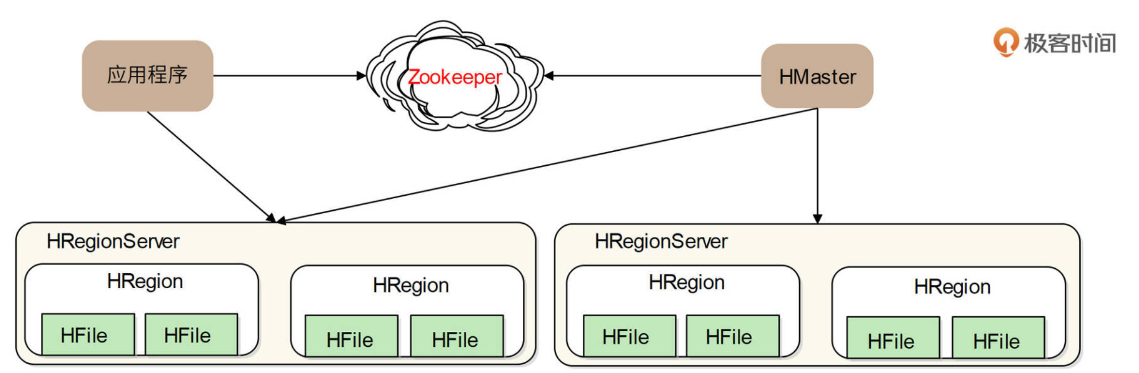 极客时间
应用程序
Zookeeper
HMaster
HRegionServer
HRegion
HFile
HFile
HRegion
HFile
HFile
HRegionServer
HRegion
HFile
HFile
HRegion
HFile
HFile